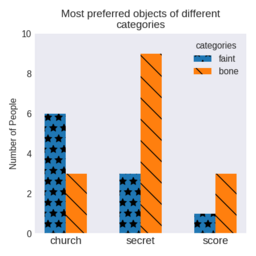 Most preferred objects of different
categories
10
8
6
4
2
0
Number of People
categories
faint
bone
church
secret
score